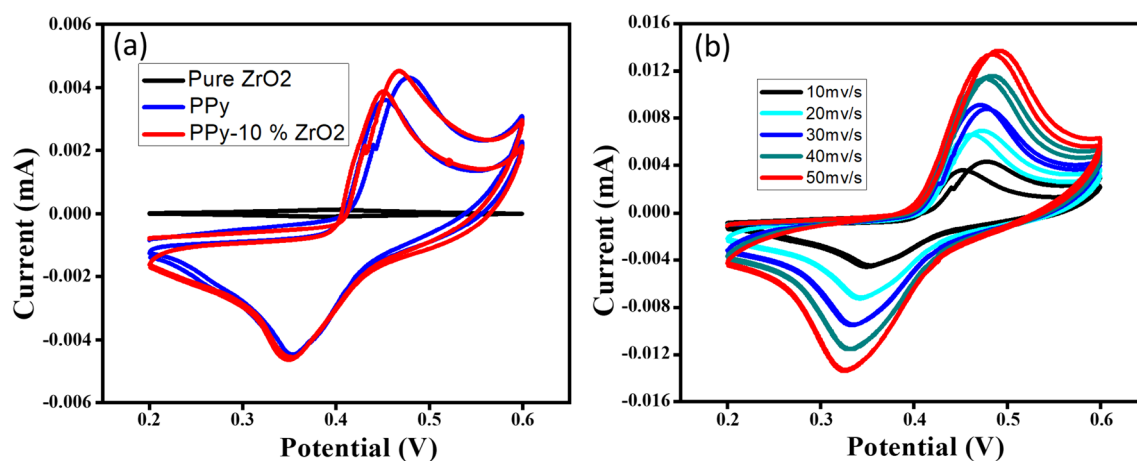 (a)
Pure ZrO2
PPy
PPy-10 % ZrO2
0.006
0.004
0.002
0.000
-0.002
-0.004
-0.006
0.2
0.3
0.4
0.5
0.6
Current (mA)
Potential (V)
(b)
10mv/s
20mv/s
30mv/s
40mv/s
50mv/s
0.016
0.012
0.008
0.004
0.000
-0.004
-0.008
-0.012
-0.016
0.2
0.3
0.4
0.5
0.6
Current (mA)
Potential (V)